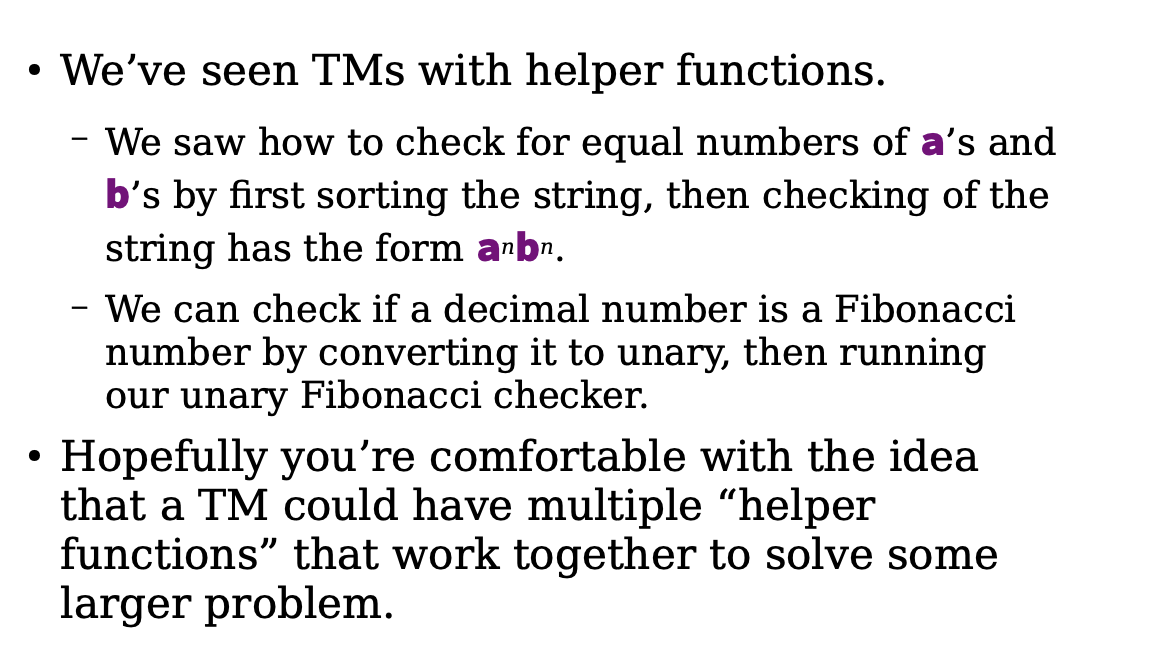 • We’ve seen TMs with helper functions.
– We saw how to check for equal numbers of a’s and
b’s by first sorting the string, then checking of the
string has the form aⁿbⁿ.
– We can check if a decimal number is a Fibonacci
number by converting it to unary, then running
our unary Fibonacci checker.
• Hopefully you’re comfortable with the idea
that a TM could have multiple “helper
functions” that work together to solve some
larger problem.